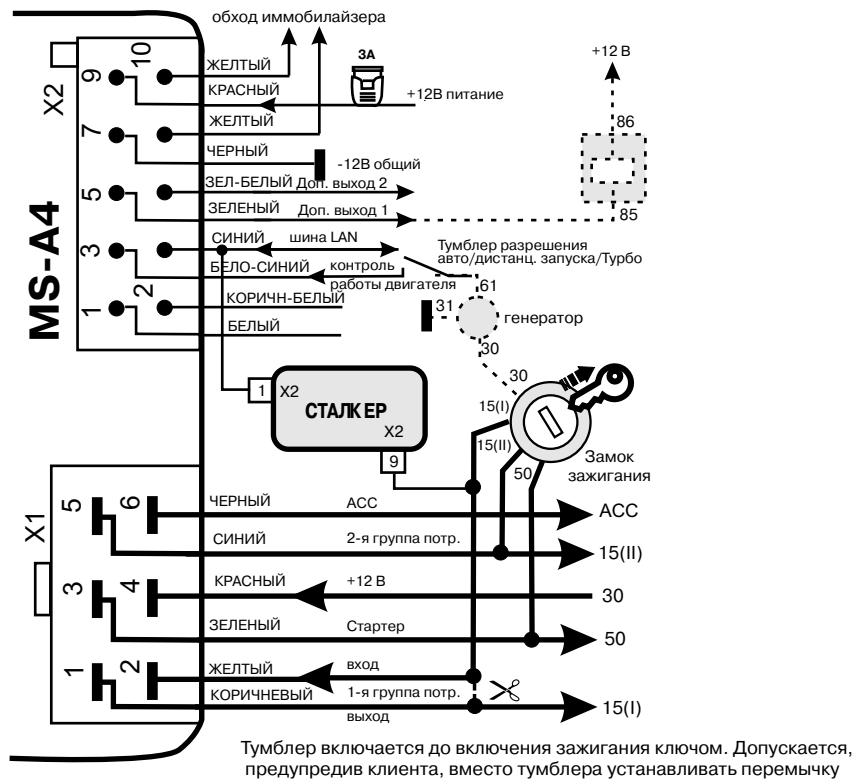 обход иммобилайзера
MS-A4
X2
9
10
ЖЕЛТЫЙ
3А
+12 В
КРАСНЫЙ
+12В питание
7
ЖЕЛТЫЙ
86
ЧЕРНЫЙ
-12В общий
5
ЗЕЛ-БЕЛЫЙ Доп. выход 2
ЗЕЛЕНЫЙ Доп. выход 1
85
3
СИНИЙ шина LAN
Тумблер разрешения
авто/дистанц. запуска/Турбо
БЕЛО-СИНИЙ контроль
работы двигателя
61
1
2
КОРИЧН-БЕЛЫЙ
31
генератор
БЕЛЫЙ
30
30
1
X2
СТАЛКЕР
X2
9
15(I)
15(II)
50
Замок
зажигания
X1
5
6
ЧЕРНЫЙ
ACC
ACC
СИНИЙ
2-я группа потр.
15(II)
3
4
КРАСНЫЙ
+12 В
30
ЗЕЛЕНЫЙ
Стартер
50
1
2
ЖЕЛТЫЙ
вход
КОРИЧНЕВЫЙ
1-я группа потр.
выход
15(I)
Тумблер включается до включения зажигания ключом. Допускается,
предупредив клиента, вместо тумблера устанавливать перемычку